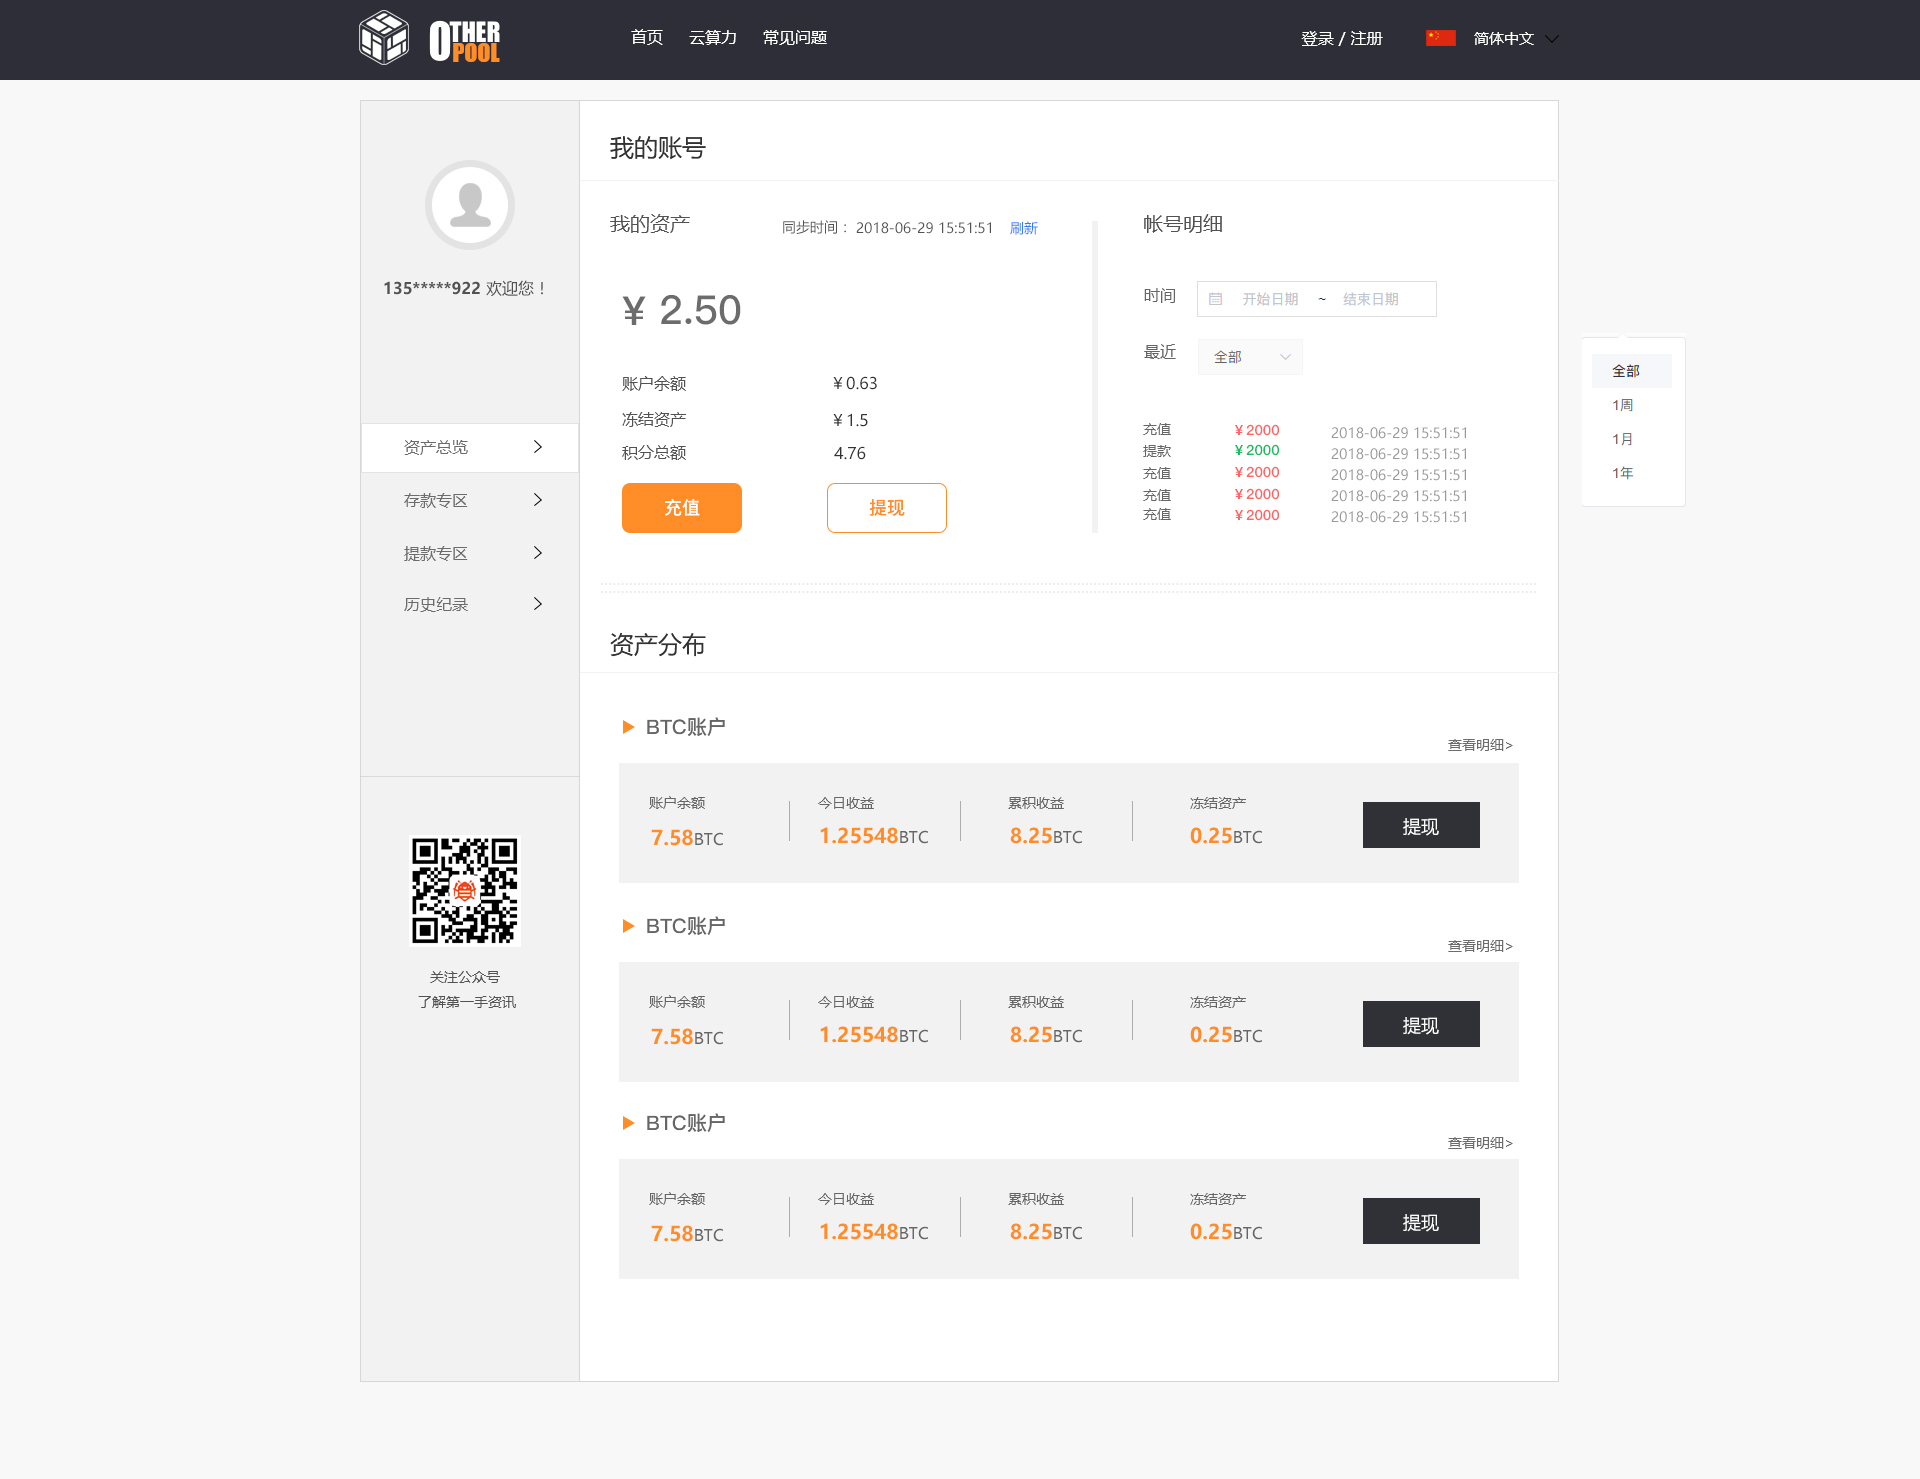 OTHER
POOL
首页 云算力 常见问题
登录 / 注册
简体中文
135*****922 欢迎您！
资产总览
存款专区
提款专区
历史纪录
关注公众号
了解第一手资讯
我的账号
我的资产
同步时间： 2018-06-29 15:51:51 刷新
¥ 2.50
账户余额 ¥ 0.63
冻结资产 ¥ 1.5
积分总额 4.76
充值 提现
帐号明细
时间 开始日期 ~ 结束日期
最近 全部
充值 ¥ 2000 2018-06-29 15:51:51
提款 ¥ 2000 2018-06-29 15:51:51
充值 ¥ 2000 2018-06-29 15:51:51
充值 ¥ 2000 2018-06-29 15:51:51
充值 ¥ 2000 2018-06-29 15:51:51
全部
1周
1月
1年
资产分布
BTC账户
查看明细>
账户余额 今日收益 累积收益 冻结资产
7.58BTC 1.25548BTC 8.25BTC 0.25BTC
提现
BTC账户
查看明细>
账户余额 今日收益 累积收益 冻结资产
7.58BTC 1.25548BTC 8.25BTC 0.25BTC
提现
BTC账户
查看明细>
账户余额 今日收益 累积收益 冻结资产
7.58BTC 1.25548BTC 8.25BTC 0.25BTC
提现